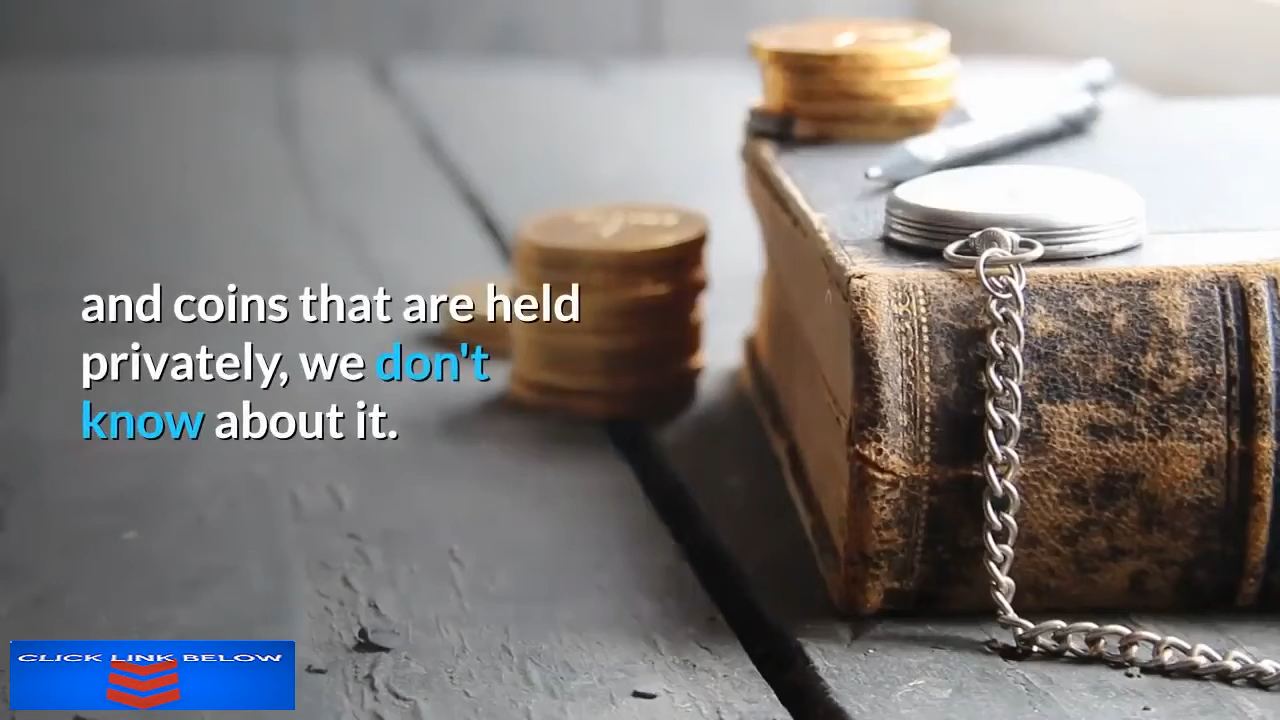 and coins that are held
privately, we don't
know about it.
CLICK LINK BELOW